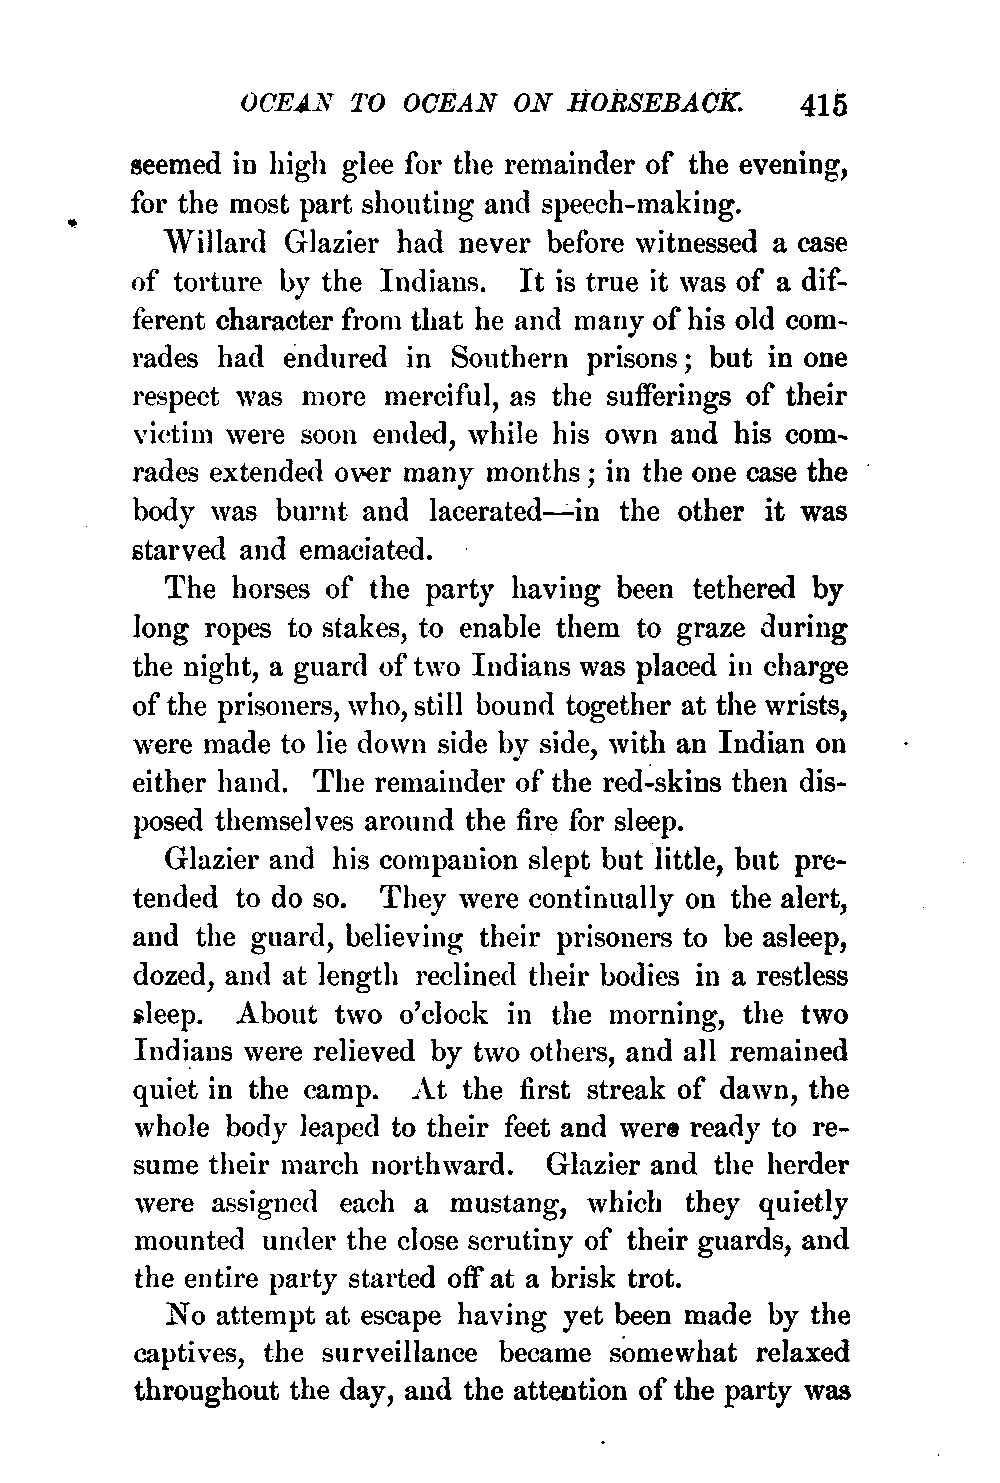 OCEAN TO OCEAN ON HORSEBACK. 415
seemed in high glee for the remainder of the evening,
for the most part shouting and speech-making.
Willard Glazier had never before witnessed a case
of torture by the Indians. It is true it was of a dif-
ferent character from that he and many of his old com-
rades had endured in Southern prisons; but in one
respect was more merciful, as the sufferings of their
victim were soon ended, while his own and his com-
rades extended over many months; in the one case the
body was burnt and lacerated—in the other it was
starved and emaciated.
The horses of the party having been tethered by
long ropes to stakes, to enable them to graze during
the night, a guard of two Indians was placed in charge
of the prisoners, who, still bound together at the wrists,
were made to lie down side by side, with an Indian on
either hand. The remainder of the red-skins then dis-
posed themselves around the fire for sleep.
Glazier and his companion slept but little, but pre-
tended to do so. They were continually on the alert,
and the guard, believing their prisoners to be asleep,
dozed, and at length reclined their bodies in a restless
sleep. About two o'clock in the morning, the two
Indians were relieved by two others, and all remained
quiet in the camp. At the first streak of dawn, the
whole body leaped to their feet and were ready to re-
sume their march northward. Glazier and the herder
were assigned each a mustang, which they quietly
mounted under the close scrutiny of their guards, and
the entire party started off at a brisk trot.
No attempt at escape having yet been made by the
captives, the surveillance became somewhat relaxed
throughout the day, and the attention of the party was